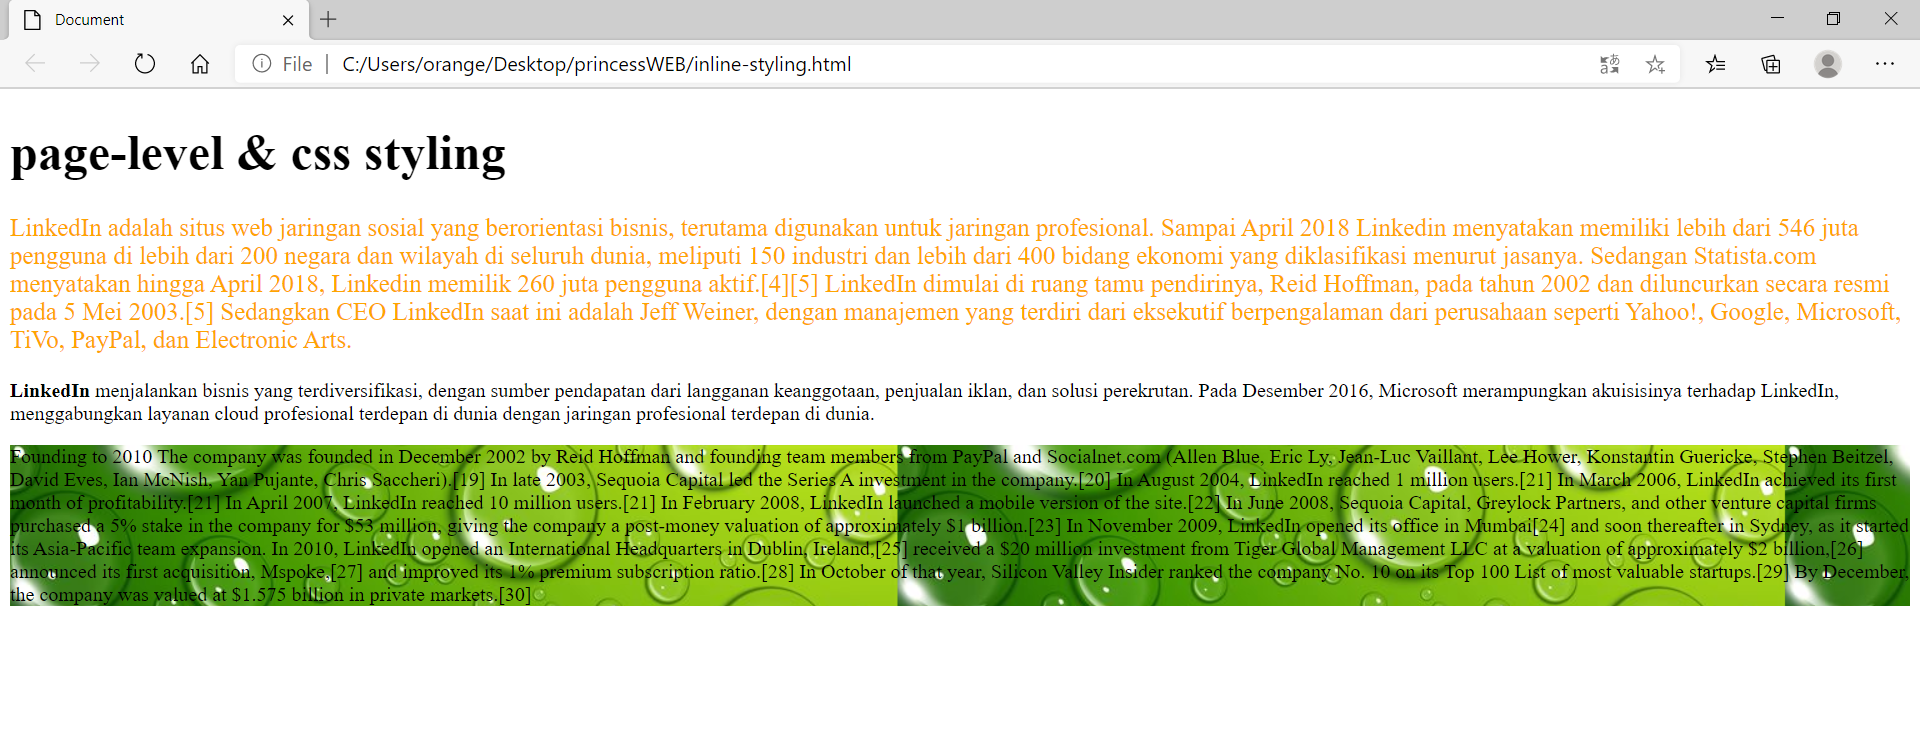 Document
File
C:/Users/orange/Desktop/princessWEB/inline-styling.html
page-level & css styling
LinkedIn adalah situs web jaringan sosial yang berorientasi bisnis, terutama digunakan untuk jaringan profesional. Sampai April 2018 Linkedin menyatakan memiliki lebih dari 546 juta
pengguna di lebih dari 200 negara dan wilayah di seluruh dunia, meliputi 150 industri dan lebih dari 400 bidang ekonomi yang diklasifikasi menurut jasanya. Sedangan Statista.com
menyatakan hingga April 2018, Linkedin memilik 260 juta pengguna aktif.[4][5] LinkedIn dimulai di ruang tamu pendirinya, Reid Hoffman, pada tahun 2002 dan diluncurkan secara resmi
pada 5 Mei 2003.[5] Sedangkan CEO LinkedIn saat ini adalah Jeff Weiner, dengan manajemen yang terdiri dari eksekutif berpengalaman dari perusahaan seperti Yahoo!, Google, Microsoft,
TiVo, PayPal, dan Electronic Arts.
LinkedIn menjalankan bisnis yang terdiversifikasi, dengan sumber pendapatan dari langganan keanggotaan, penjualan iklan, dan solusi perekrutan. Pada Desember 2016, Microsoft merampungkan akuisisinya terhadap LinkedIn,
menggabungkan layanan cloud profesional terdepan di dunia dengan jaringan profesional terdepan di dunia.
Founding to 2010 The company was founded in December 2002 by Reid Hoffman and founding team members from PayPal and Socialnet.com (Allen Blue, Eric Ly, Jean-Luc Vaillant, Lee Hower, Konstantin Guericke, Stephen Beitzel,
David Eves, Ian McNish, Yan Pujante, Chris Saccheri).[19] In late 2003, Sequoia Capital led the Series A investment in the company.[20] In August 2004, LinkedIn reached 1 million users.[21] In March 2006, LinkedIn achieved its first
month of profitability.[21] In April 2007, LinkedIn reached 10 million users.[21] In February 2008, LinkedIn launched a mobile version of the site.[22] In June 2008, Sequoia Capital, Greylock Partners, and other venture capital firms
purchased a 5% stake in the company for $53 million, giving the company a post-money valuation of approximately $1 billion.[23] In November 2009, LinkedIn opened its office in Mumbai[24] and soon thereafter in Sydney, as it started
its Asia-Pacific team expansion. In 2010, LinkedIn opened an International Headquarters in Dublin, Ireland,[25] received a $20 million investment from Tiger Global Management LLC at a valuation of approximately $2 billion,[26]
announced its first acquisition, Mspoke,[27] and improved its 1% premium subscription ratio.[28] In October of that year, Silicon Valley Insider ranked the company No. 10 on its Top 100 List of most valuable startups.[29] By December,
the company was valued at $1.575 billion in private markets.[30]